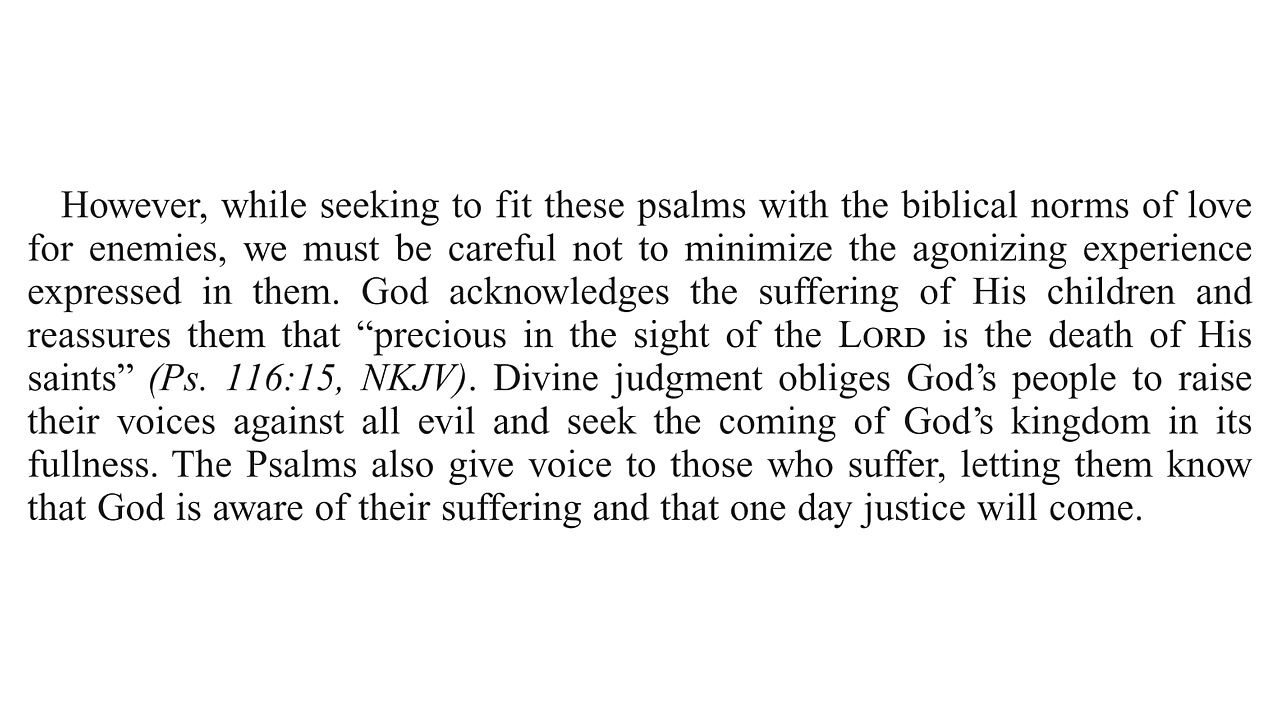 However, while seeking to fit these psalms with the biblical norms of love
for enemies, we must be careful not to minimize the agonizing experience
expressed in them. God acknowledges the suffering of His children and
reassures them that “precious in the sight of the LORD is the death of His
saints” (Ps. 116:15, NKJV). Divine judgment obliges God’s people to raise
their voices against all evil and seek the coming of God’s kingdom in its
fullness. The Psalms also give voice to those who suffer, letting them know
that God is aware of their suffering and that one day justice will come.